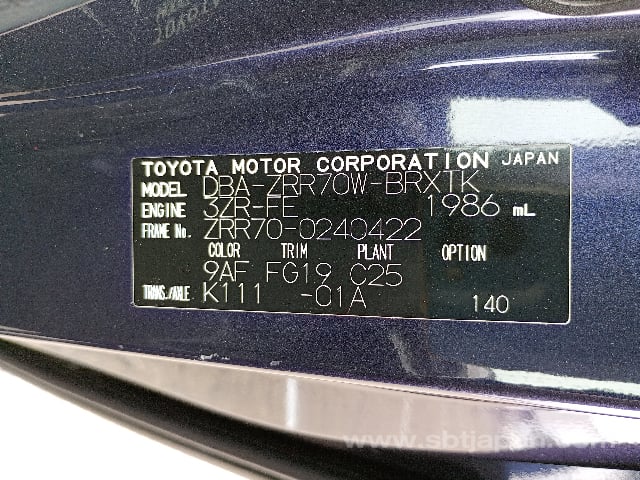 TOYOTA MOTOR CORPORATION JAPAN
MODEL DBA-ZRR70W-BRXTK
ENGINE 3ZR-FE 1986 mL
FRAME No. ZRR70-0240422
COLOR TRIM PLANT OPTION
9AF FG19 C25
TRANS./AXLE K111 -01A 140
www.sbtjapan.com